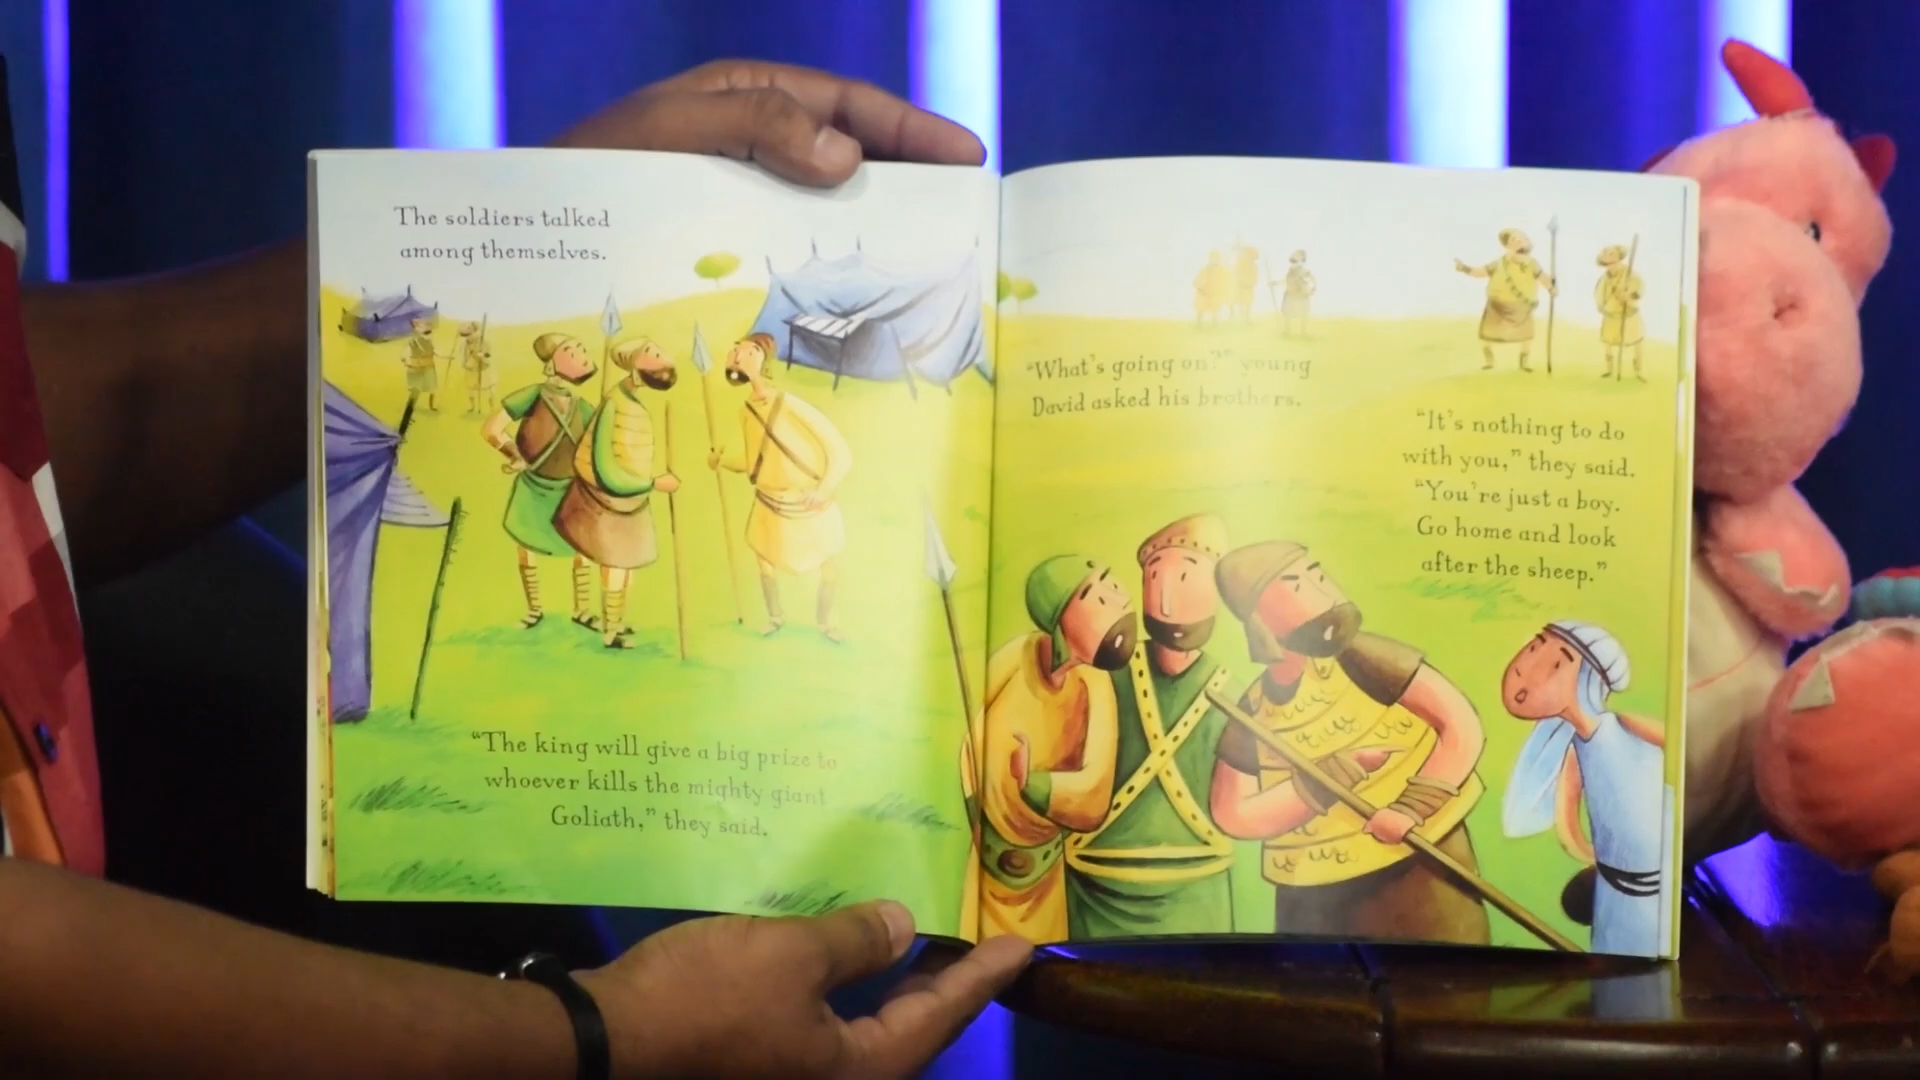 The soldiers talked
among themselves.
"The king will give a big prize to
whoever kills the mighty giant
Goliath," they said.
"What's going on?" young
David asked his brothers.
"It's nothing to do
with you," they said.
"You're just a boy.
Go home and look
after the sheep."